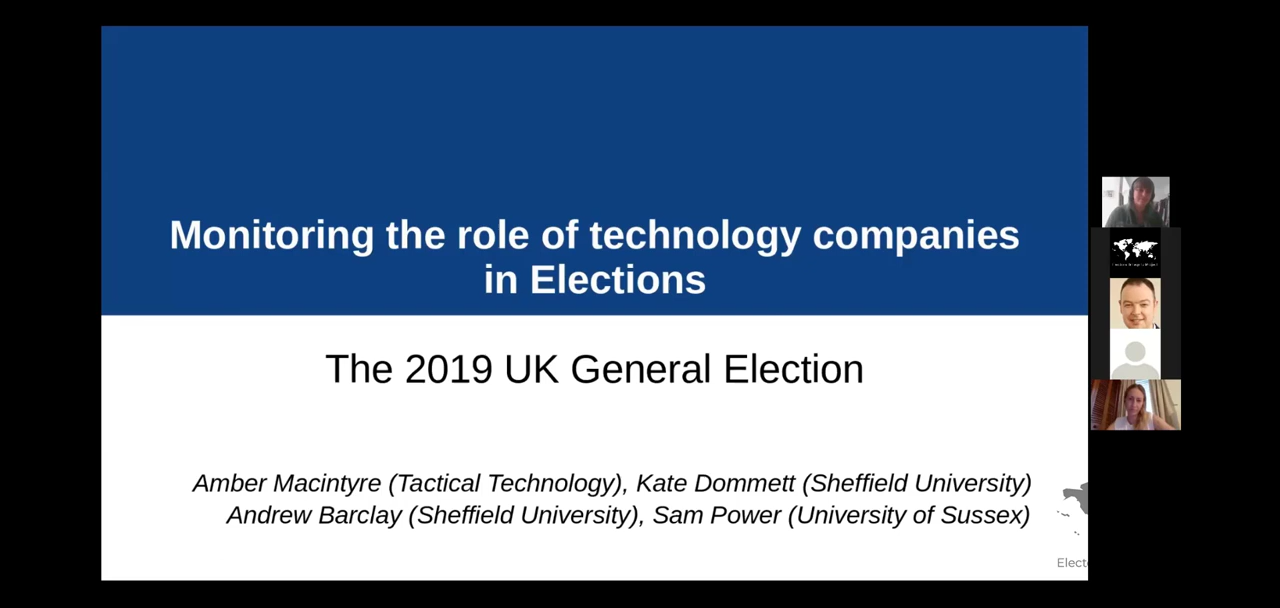 Monitoring the role of technology companies
in Elections
The 2019 UK General Election
Amber Macintyre (Tactical Technology), Kate Dommett (Sheffield University)
Andrew Barclay (Sheffield University), Sam Power (University of Sussex)